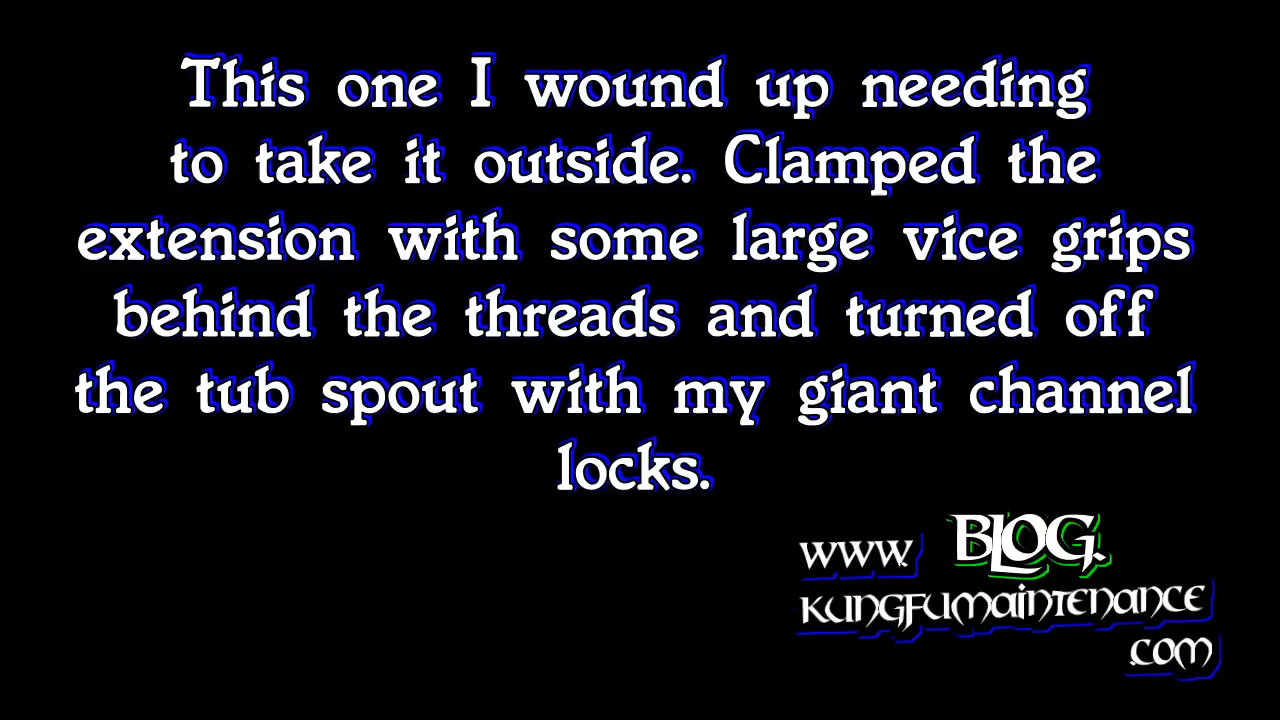 This one I wound up needing
to take it outside. Clamped the
extension with some large vice grips
behind the threads and turned off
the tub spout with my giant channel
locks.
www. BLOG.
KUNGFUMAINTENANCE
.COM